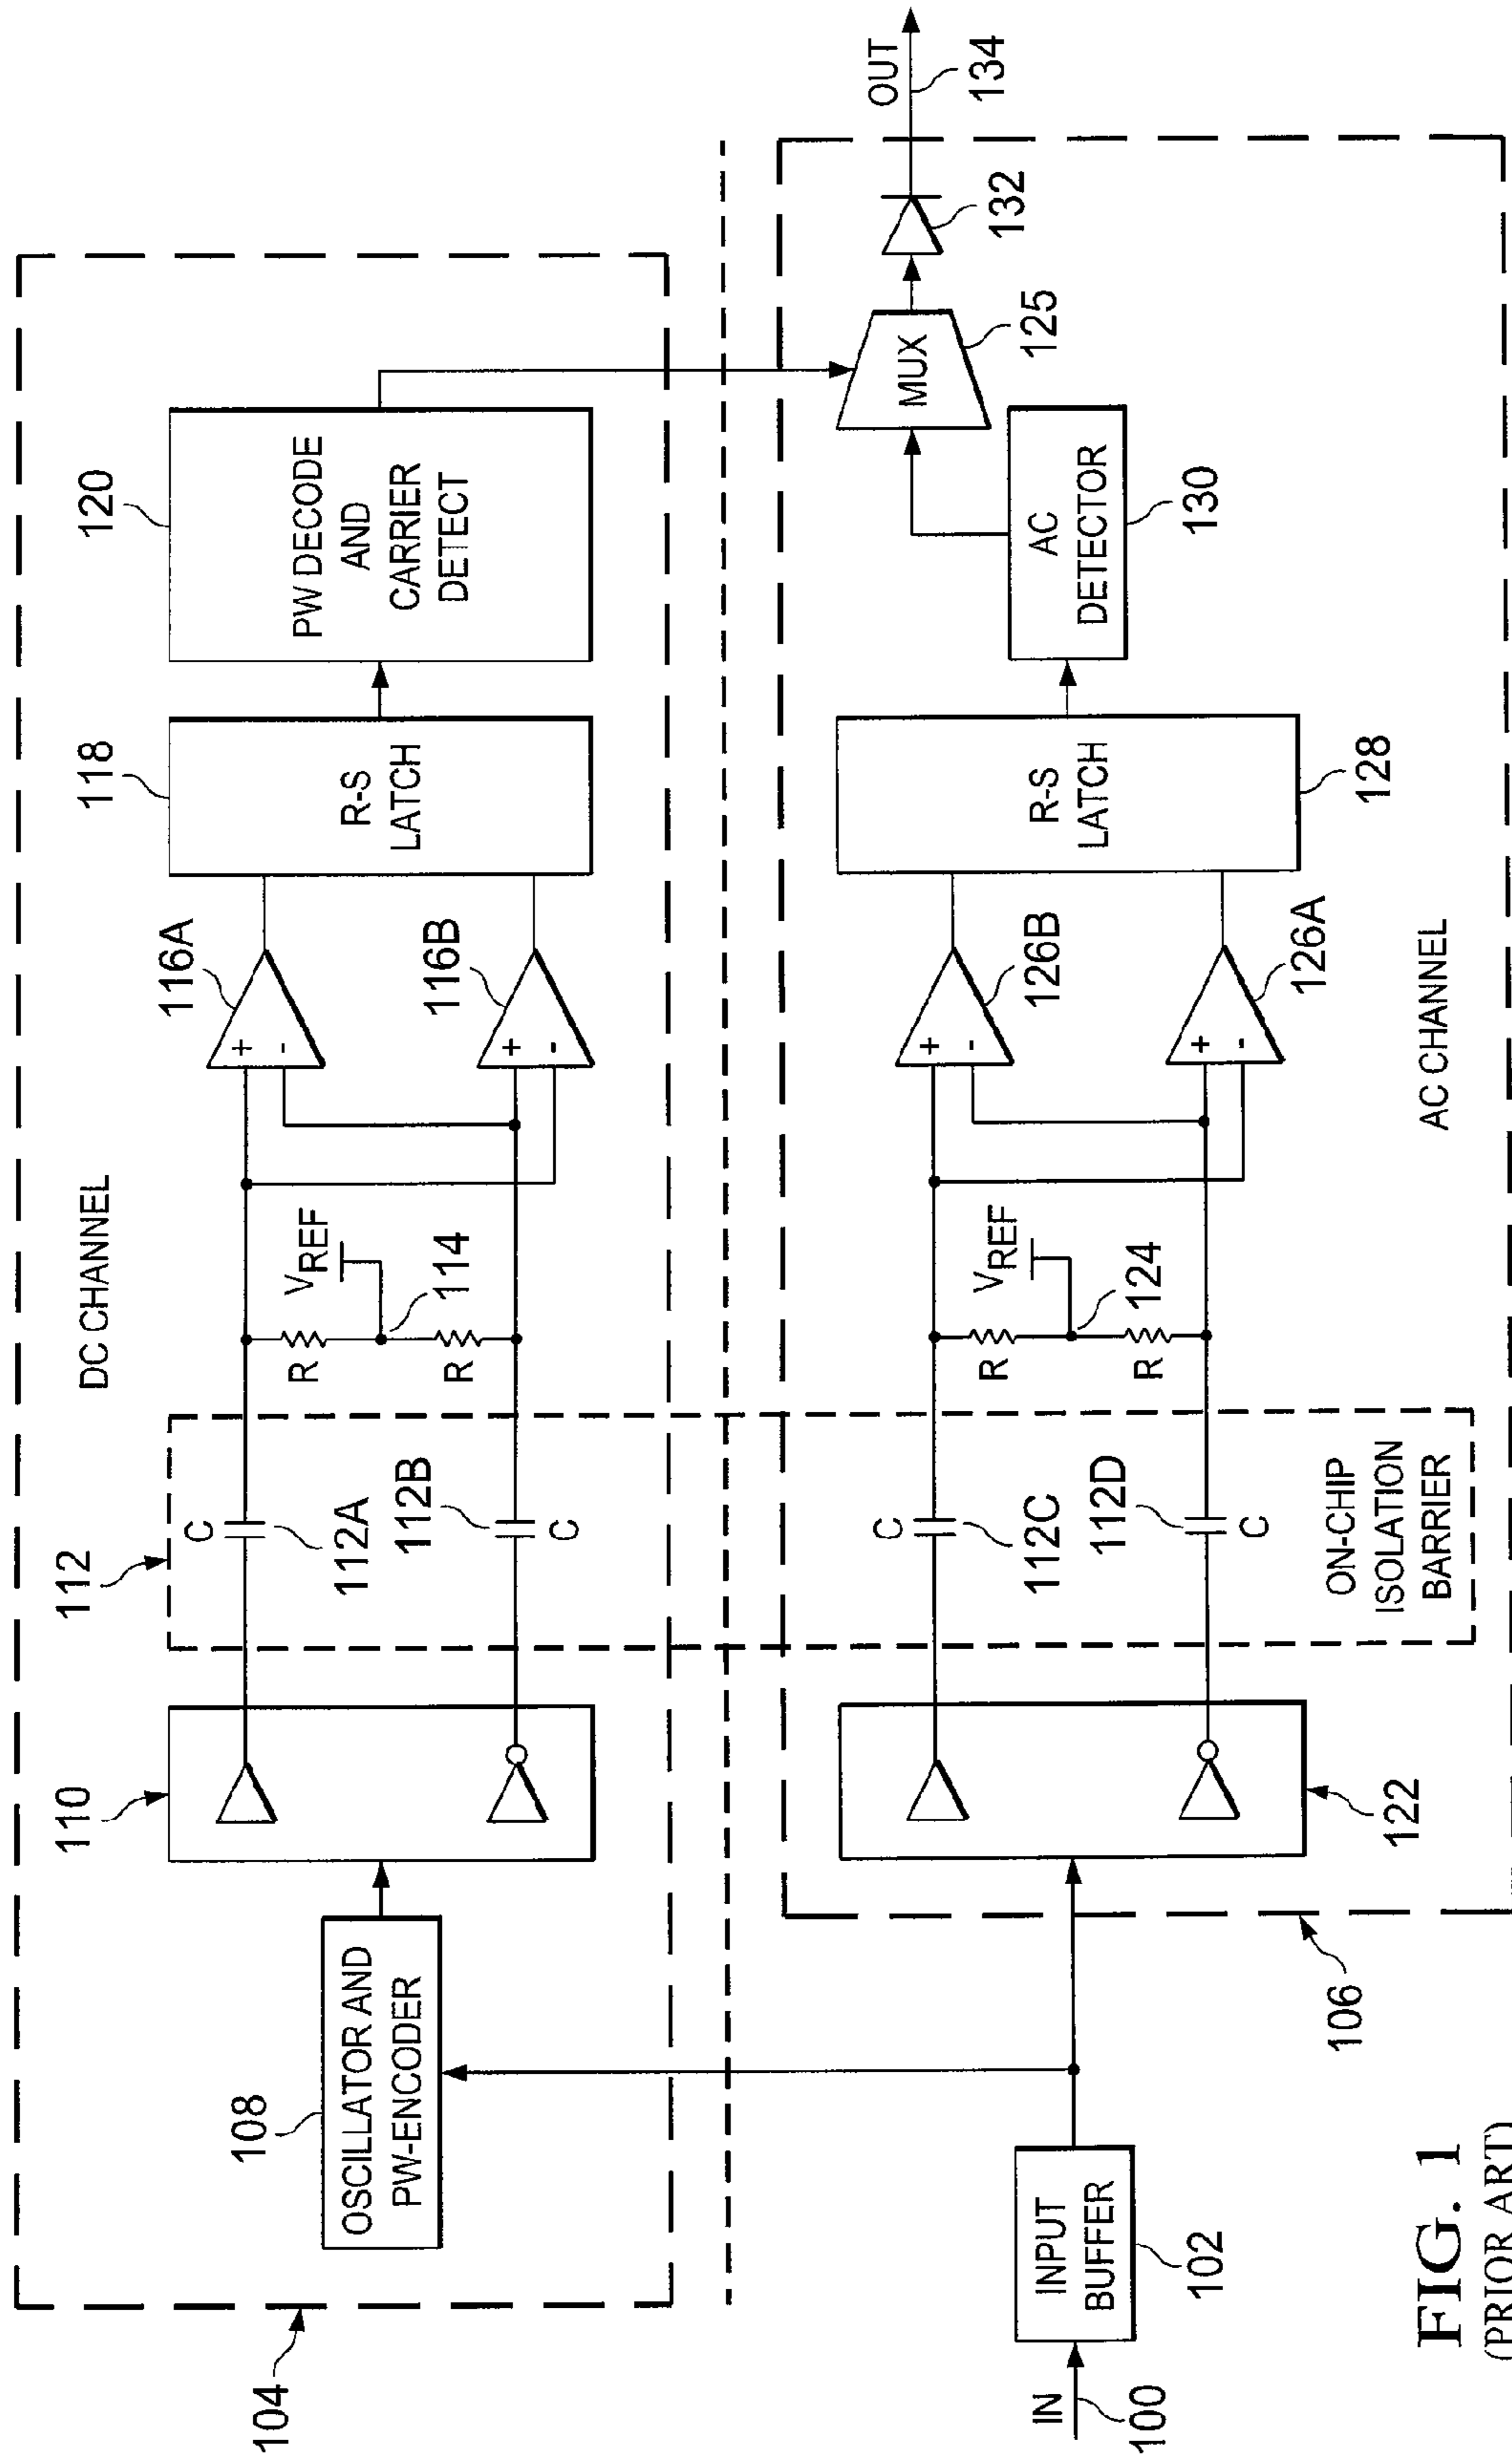 DC CHANNEL
104
108
OSCILLATOR AND
PW-ENCODER
110
112
C
112A
112B
C
R
R
VREF
114
116A
+
-
116B
+
-
118
R-S
LATCH
120
PW DECODE
AND
CARRIER
DETECT
IN
100
INPUT
BUFFER
102
106
122
C
112C
112D
C
ON-CHIP
ISOLATION
BARRIER
R
R
VREF
124
126B
+
-
126A
+
-
R-S
LATCH
128
AC
DETECTOR
130
MUX
125
132
OUT
134
AC CHANNEL
FIG. 1
(PRIOR ART)